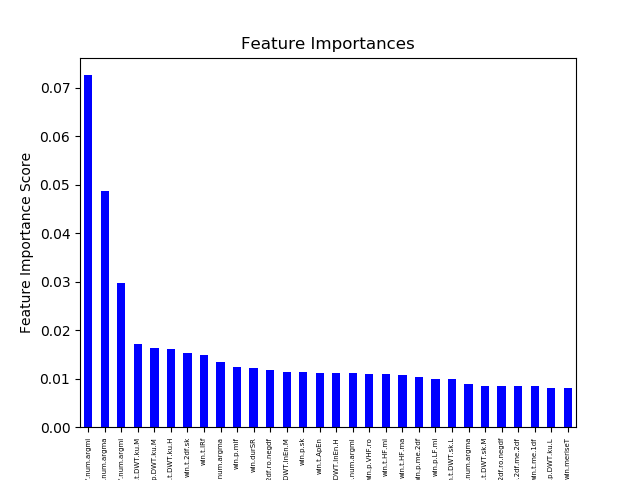 Feature Importances
Feature Importance Score
0.07
0.06
0.05
0.04
0.03
0.02
0.01
0.00
.num.argmi
num.argma
.num.argmi
t.DWT.ku.M
p.DWT.ku.M
.t.DWT.ku.H
win.t.2df.sk
win.t.IRf
num.argma
win.p.mif
win.durSR
2df.ro.negdf
DWT.InEn.M
win.p.sk
win.t.ApEn
DWT.InEn.H
num.argmi
win.p.VHF.ro
win.t.HF.mi
win.t.HF.ma
win.p.me.2df
win.p.LF.mi
n.t.DWT.sk.L
num.argma
t.DWT.sk.M
2df.ro.negdf
.2df.me.2df
win.t.me.1df
p.DWT.ku.L
win.meriseT